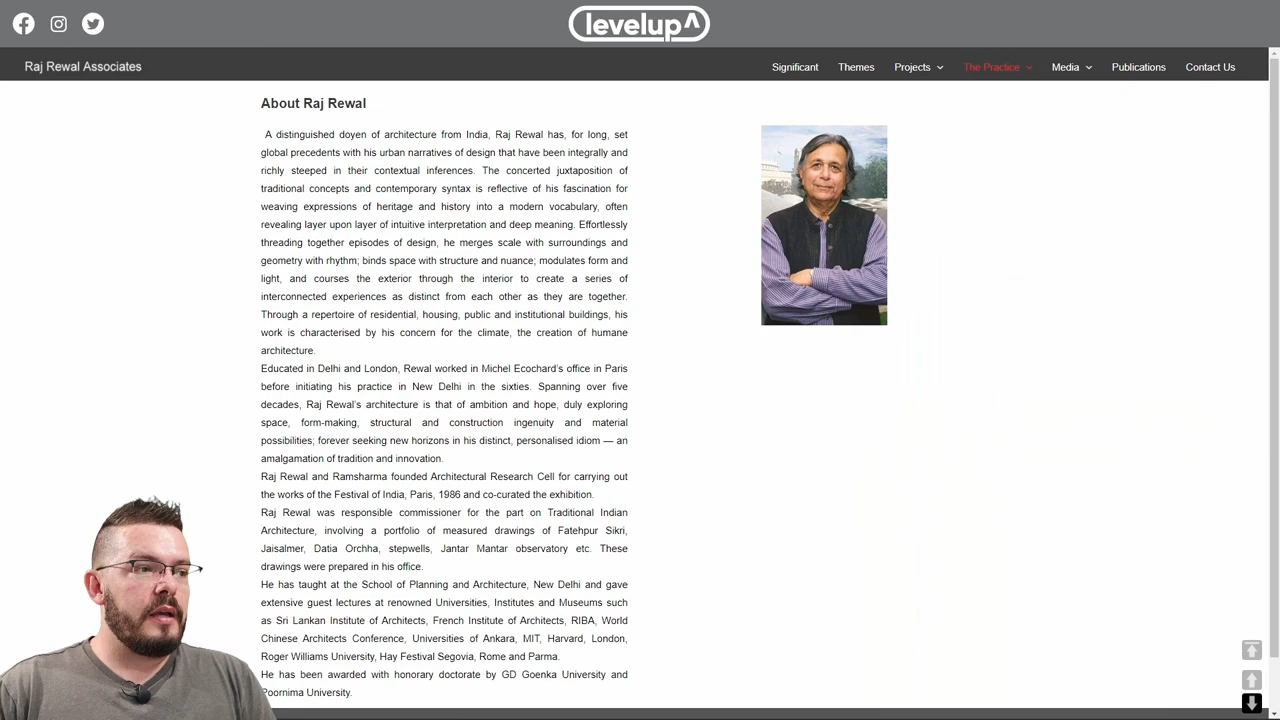 levelup^
Raj Rewal Associates
Significant
Themes
Projects
The Practice
Media
Publications
Contact Us
About Raj Rewal
A distinguished doyen of architecture from India, Raj Rewal has, for long, set
global precedents with his urban narratives of design that have been integrally and
richly steeped in their contextual inferences. The concerted juxtaposition of
traditional concepts and contemporary syntax is reflective of his fascination for
weaving expressions of heritage and history into a modern vocabulary, often
revealing layer upon layer of intuitive interpretation and deep meaning. Effortlessly
threading together episodes of design, he merges scale with surroundings and
geometry with rhythm; binds space with structure and nuance; modulates form and
light, and courses the exterior through the interior to create a series of
interconnected experiences as distinct from each other as they are together.
Through a repertoire of residential, housing, public and institutional buildings, his
work is characterised by his concern for the climate, the creation of humane
architecture.
Educated in Delhi and London, Rewal worked in Michel Ecochard's office in Paris
before initiating his practice in New Delhi in the sixties. Spanning over five
decades, Raj Rewal's architecture is that of ambition and hope, duly exploring
space, form-making, structural and construction ingenuity and material
possibilities; forever seeking new horizons in his distinct, personalised idiom — an
amalgamation of tradition and innovation.
Raj Rewal and Ramsharma founded Architectural Research Cell for carrying out
the works of the Festival of India, Paris, 1986 and co-curated the exhibition.
Raj Rewal was responsible commissioner for the part on Traditional Indian
Architecture, involving a portfolio of measured drawings of Fatehpur Sikri,
Jaisalmer, Datia Orchha, stepwells, Jantar Mantar observatory etc. These
drawings were prepared in his office.
He has taught at the School of Planning and Architecture, New Delhi and gave
extensive guest lectures at renowned Universities, Institutes and Museums such
as Sri Lankan Institute of Architects, French Institute of Architects, RIBA, World
Chinese Architects Conference, Universities of Ankara, MIT, Harvard, London,
Roger Williams University, Hay Festival Segovia, Rome and Parma.
He has been awarded with honorary doctorate by GD Goenka University and
Poornima University.